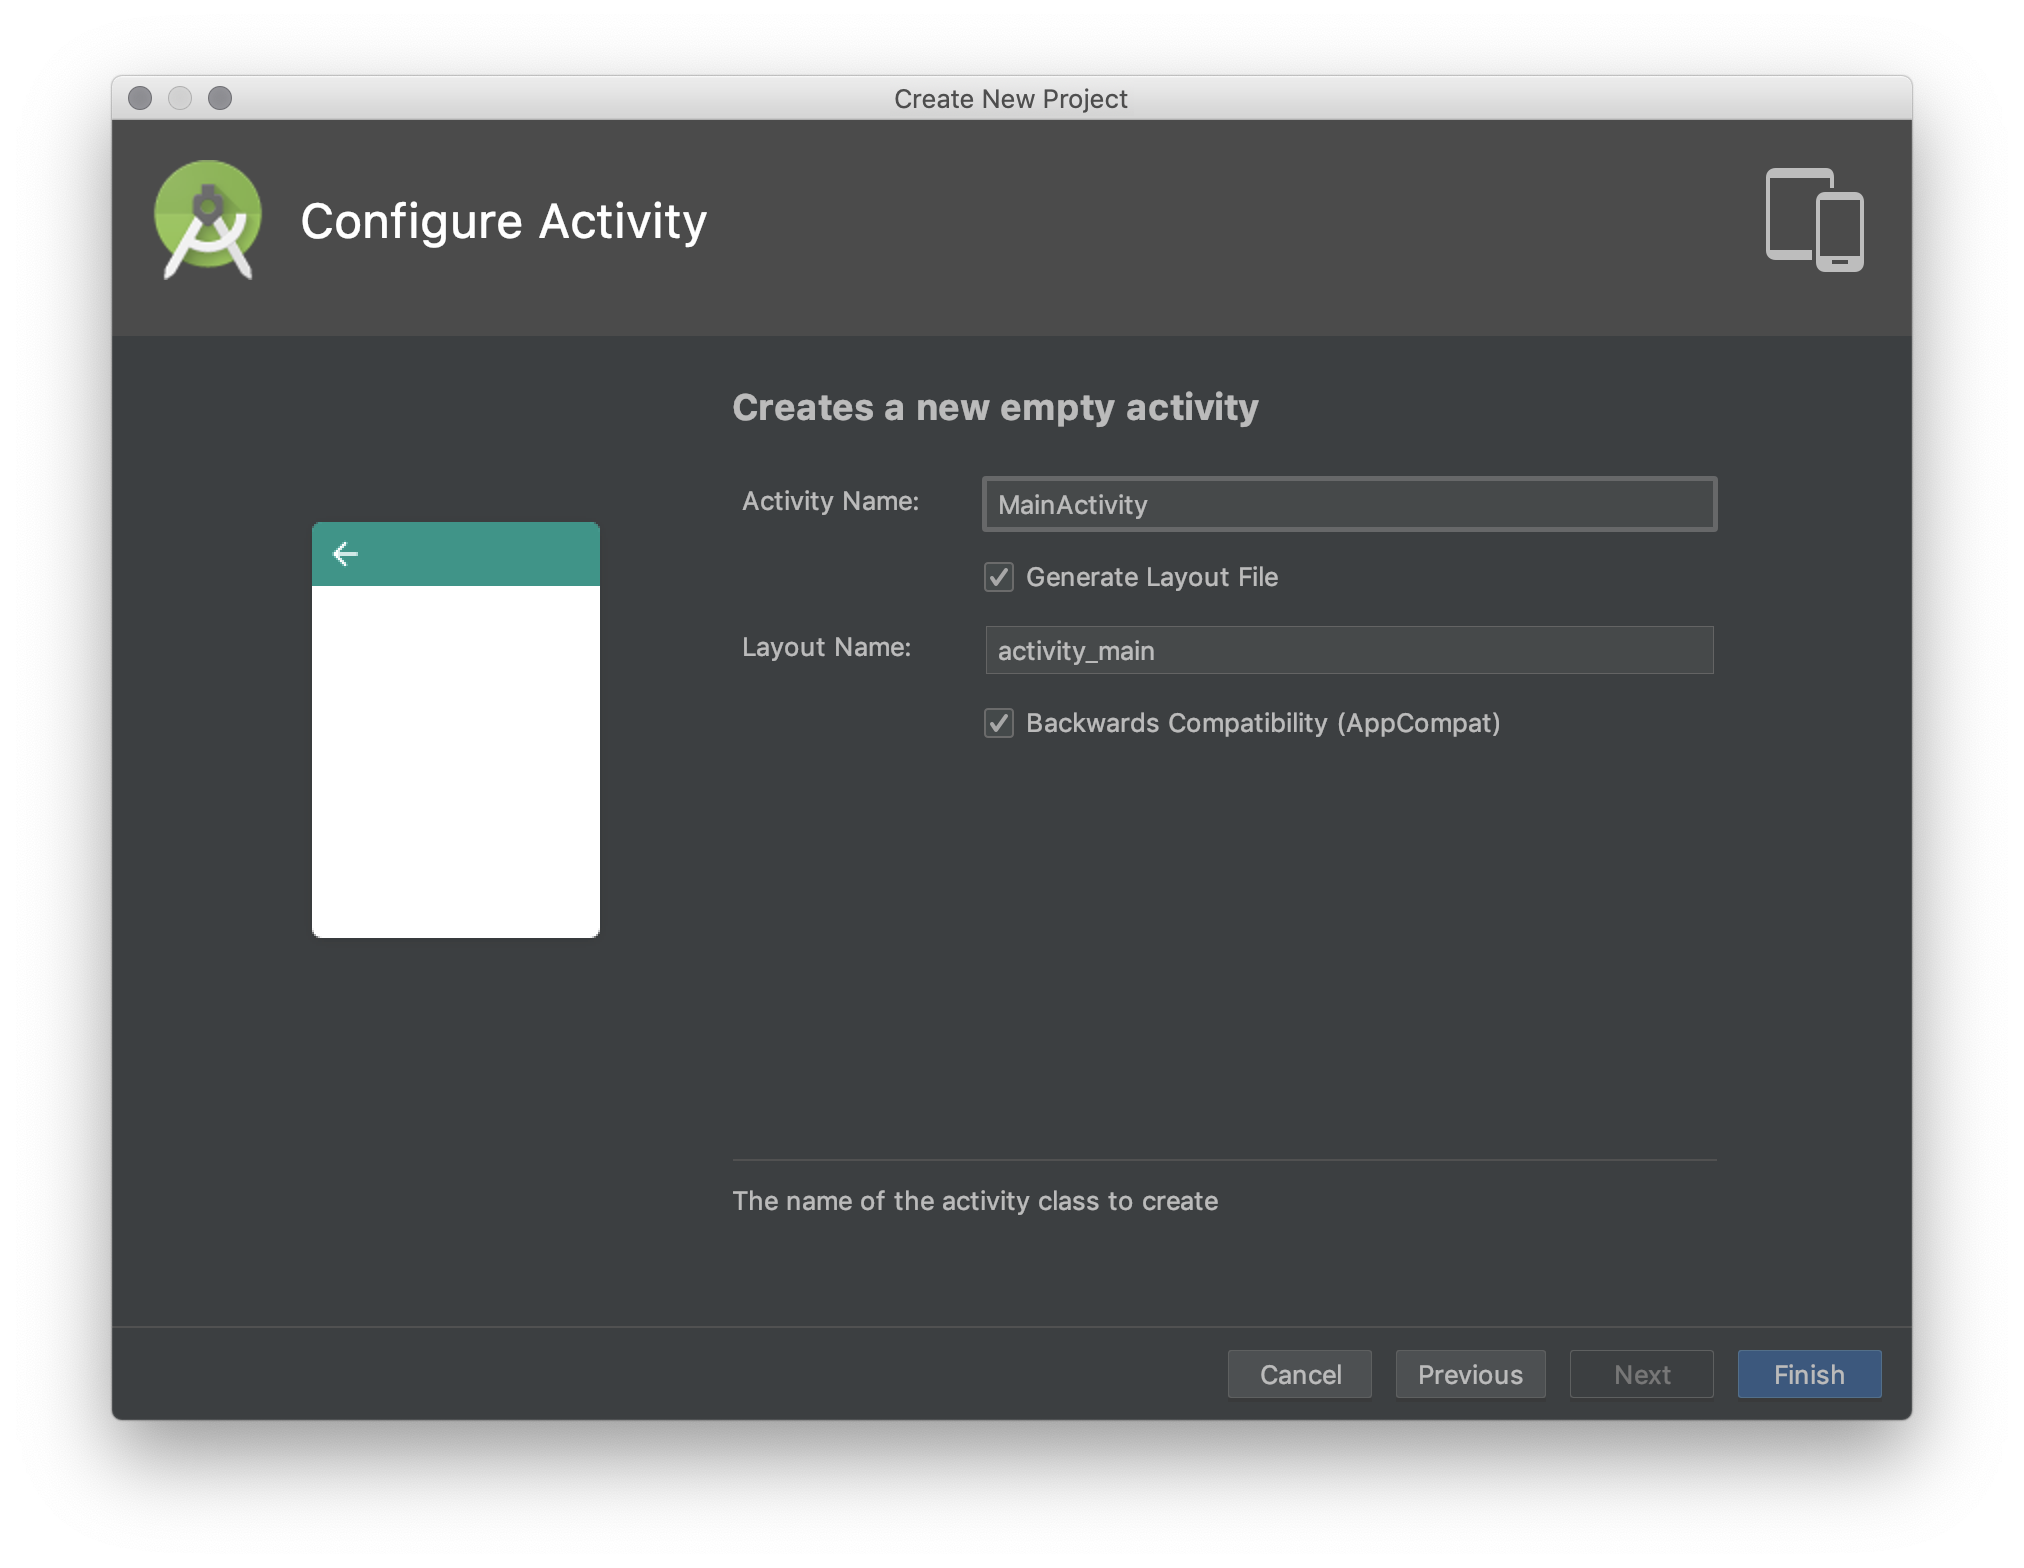 Create New Project
Configure Activity
Creates a new empty activity
Activity Name: MainActivity
Generate Layout File
Layout Name: activity_main
Backwards Compatibility (AppCompat)
The name of the activity class to create
Cancel Previous Next Finish